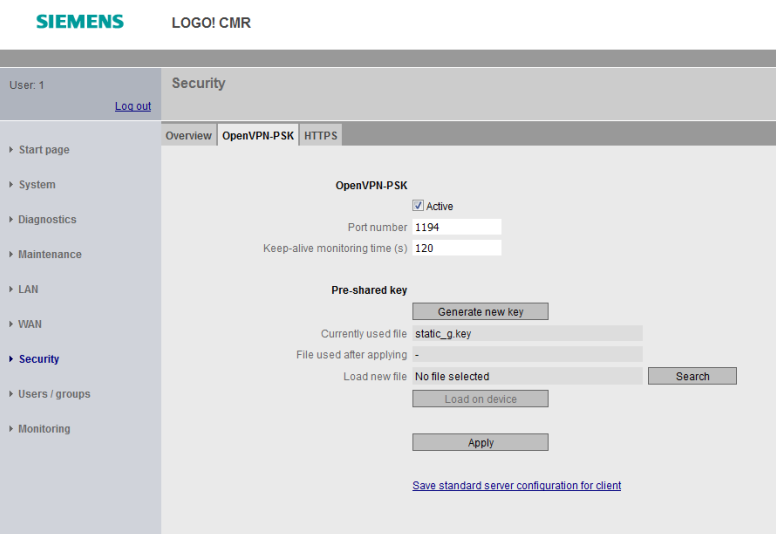 SIEMENS LOGO! CMR
User: 1
Log out
Security
Overview OpenVPN-PSK HTTPS
Start page
System
Diagnostics
Maintenance
LAN
WAN
Security
Users / groups
Monitoring
OpenVPN-PSK
Active
Port number 1194
Keep-alive monitoring time (s) 120
Pre-shared key
Generate new key
Currently used file static_g.key
File used after applying -
Load new file No file selected Search
Load on device
Apply
Save standard server configuration for client